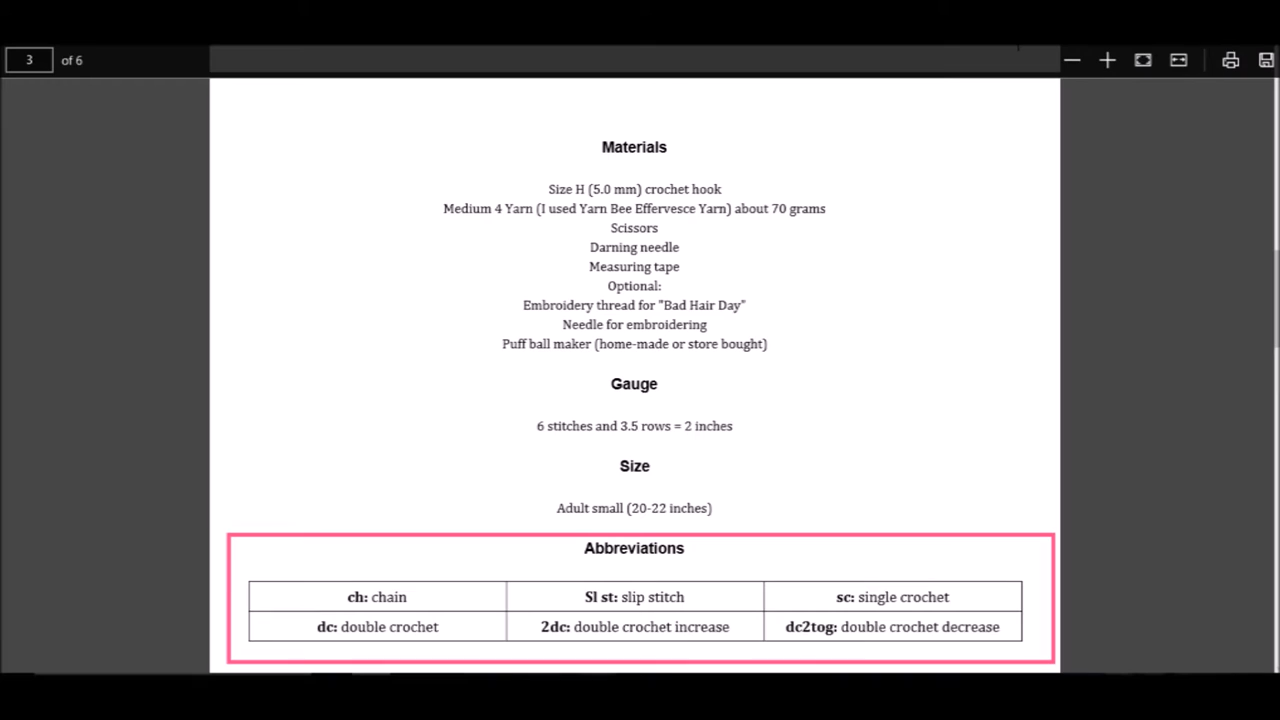 3 of 6
Materials
Size H (5.0 mm) crochet hook
Medium 4 Yarn (I used Yarn Bee Effervesce Yarn) about 70 grams
Scissors
Darning needle
Measuring tape
Optional:
Embroidery thread for "Bad Hair Day"
Needle for embroidering
Puff ball maker (home-made or store bought)
Gauge
6 stitches and 3.5 rows = 2 inches
Size
Adult small (20-22 inches)
Abbreviations
ch: chain Sl st: slip stitch sc: single crochet
dc: double crochet 2dc: double crochet increase dc2tog: double crochet decrease